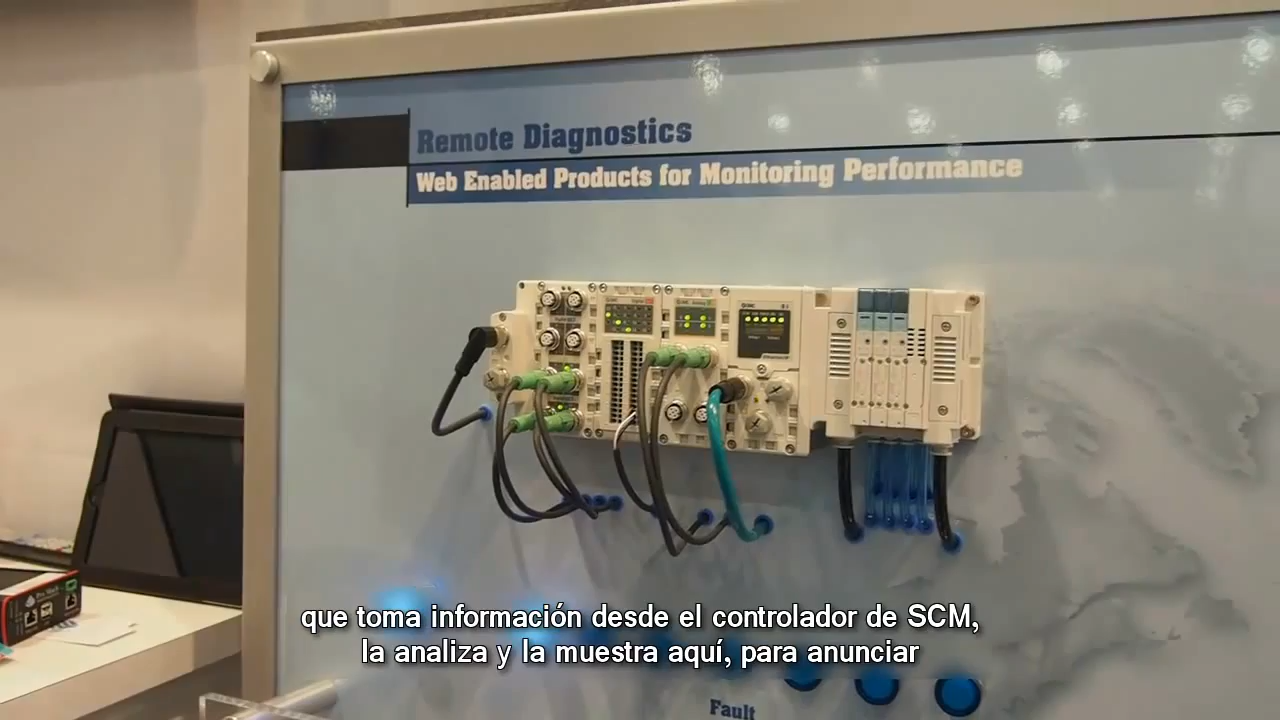 Remote Diagnostics
Web Enabled Products for Monitoring Performance
que toma información desde el controlador de SCM,
la analiza y la muestra aquí, para anunciar
Fault